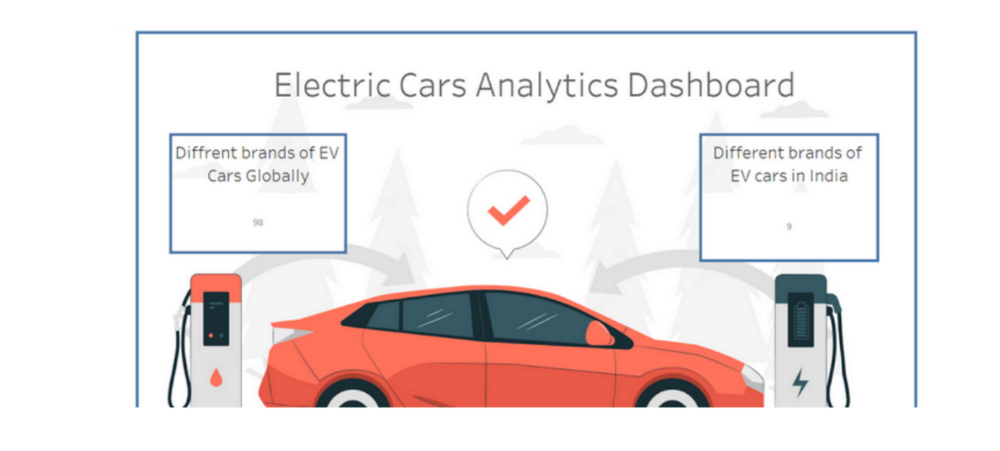 Electric Cars Analytics Dashboard
Diffrent brands of EV
Cars Globally
98
Different brands of
EV cars in India
9